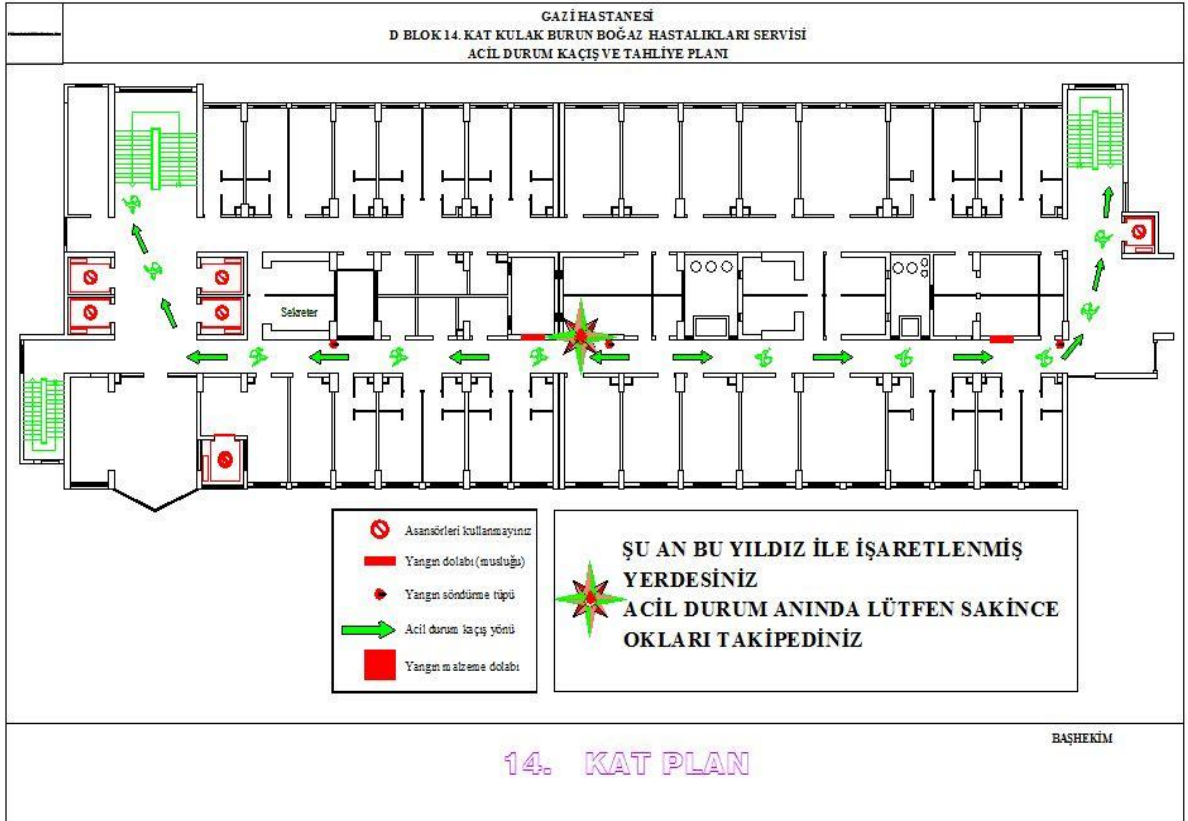 GAZİ HASTANESİ
D BLOK 14. KAT KULAK BURUN BOĞAZ HASTALIKLARI SERVİSİ
ACİL DURUM KAÇIŞ VE TAHLİYE PLANI
Sekreter
Asansörleri kullanmayınız
Yangın dolabı (musluğu)
Yangın söndürme tüpü
Acil durum kaçış yönü
Yangın malzeme dolabı
ŞU AN BU YILDIZ İLE İŞARETLENMİŞ
YERDESİNİZ
ACİL DURUM ANINDA LÜTFEN SAKİNCE
OKLARI TAKİPEDİNİZ
BAŞHEKİM
14. KAT PLAN